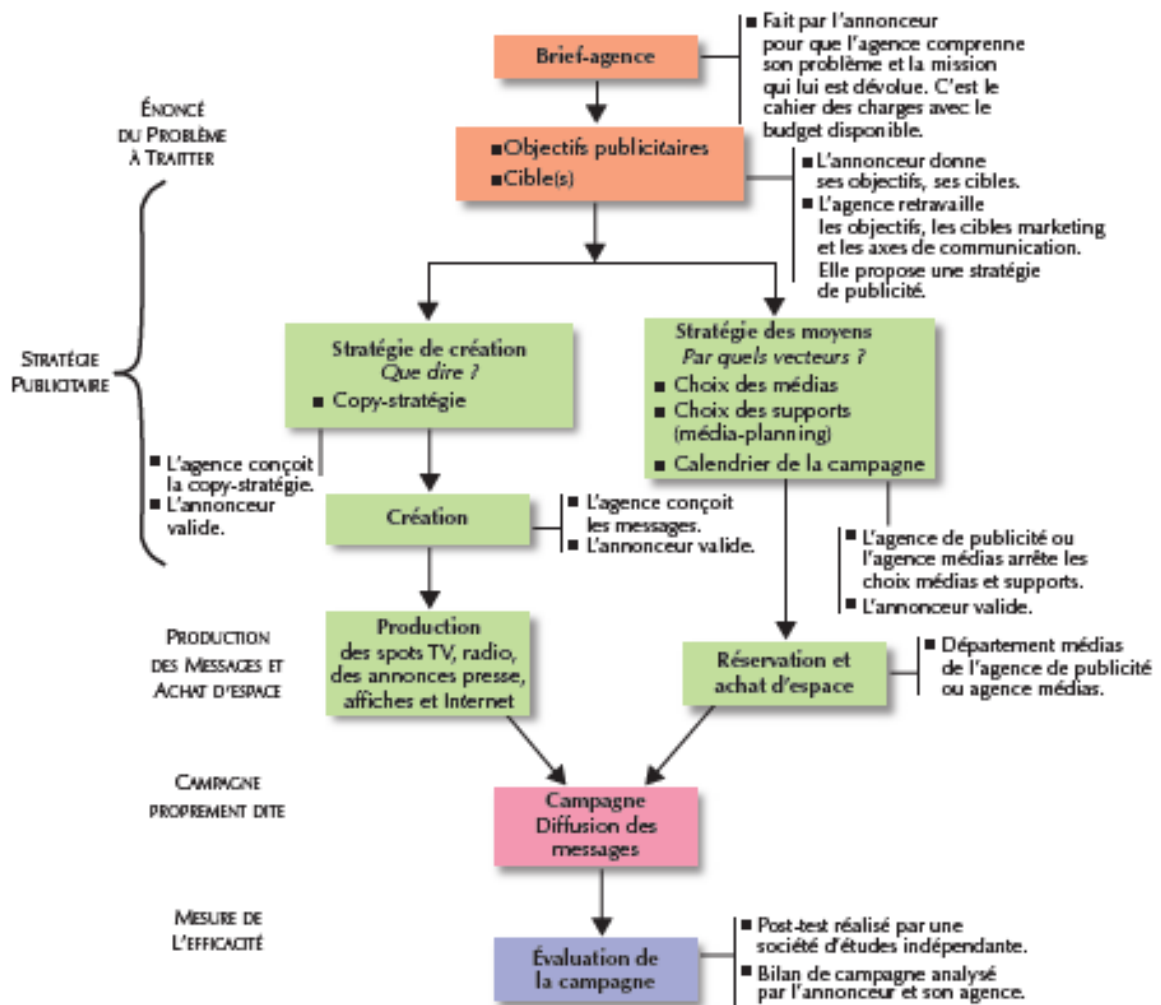 Brief-agence
■ Fait par l'annonceur
pour que l'agence comprenne
son problème et la mission
qui lui est dévolue. C'est le
cahier des charges avec le
budget disponible.
ÉNONCÉ
DU PROBLÈME
À TRAITTER
■ Objectifs publicitaires
■ Cible(s)
■ L'annonceur donne
ses objectifs, ses cibles.
■ L'agence retravaille
les objectifs, les cibles marketing
et les axes de communication.
Elle propose une stratégie
de publicité.
STRATÉGIE
PUBLICITAIRE
Stratégie de création
Que dire ?
■ Copy-stratégie
Stratégie des moyens
Par quels vecteurs ?
■ Choix des médias
■ Choix des supports
(média-planning)
■ Calendrier de la campagne
■ L'agence conçoit
la copy-stratégie.
■ L'annonceur
valide.
Création
■ L'agence conçoit
les messages.
■ L'annonceur valide.
■ L'agence de publicité ou
l'agence médias arrête les
choix médias et supports.
■ L'annonceur valide.
PRODUCTION
DES MESSAGES ET
ACHAT D'ESPACE
Production
des spots TV, radio,
des annonces presse,
affiches et Internet
Réservation et
achat d'espace
■ Département médias
de l'agence de publicité
ou agence médias.
CAMPAGNE
PROPREMENT DITE
Campagne
Diffusion des
messages
MESURE DE
L'EFFICACITÉ
Évaluation de
la campagne
■ Post-test réalisé par une
société d'études indépendante.
■ Bilan de campagne analysé
par l'annonceur et son agence.